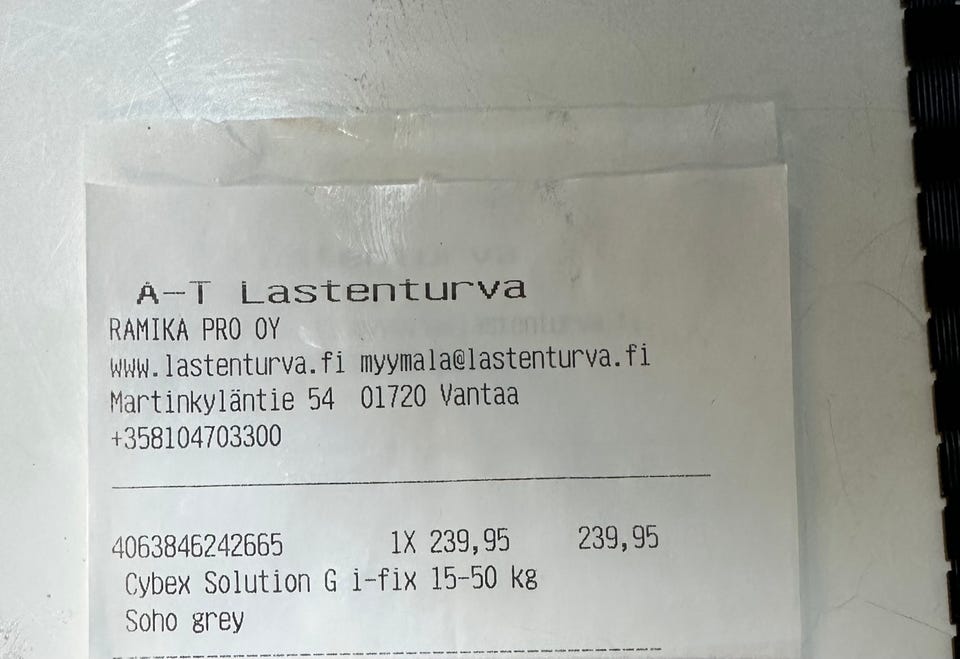 A-T Lastenturva
RAMIKA PRO OY
www.lastenturva.fi myymala@lastenturva.fi
Martinkyläntie 54 01720 Vantaa
+358104703300
4063846242665 1X 239,95 239,95
Cybex Solution G i-fix 15-50 kg
Soho grey